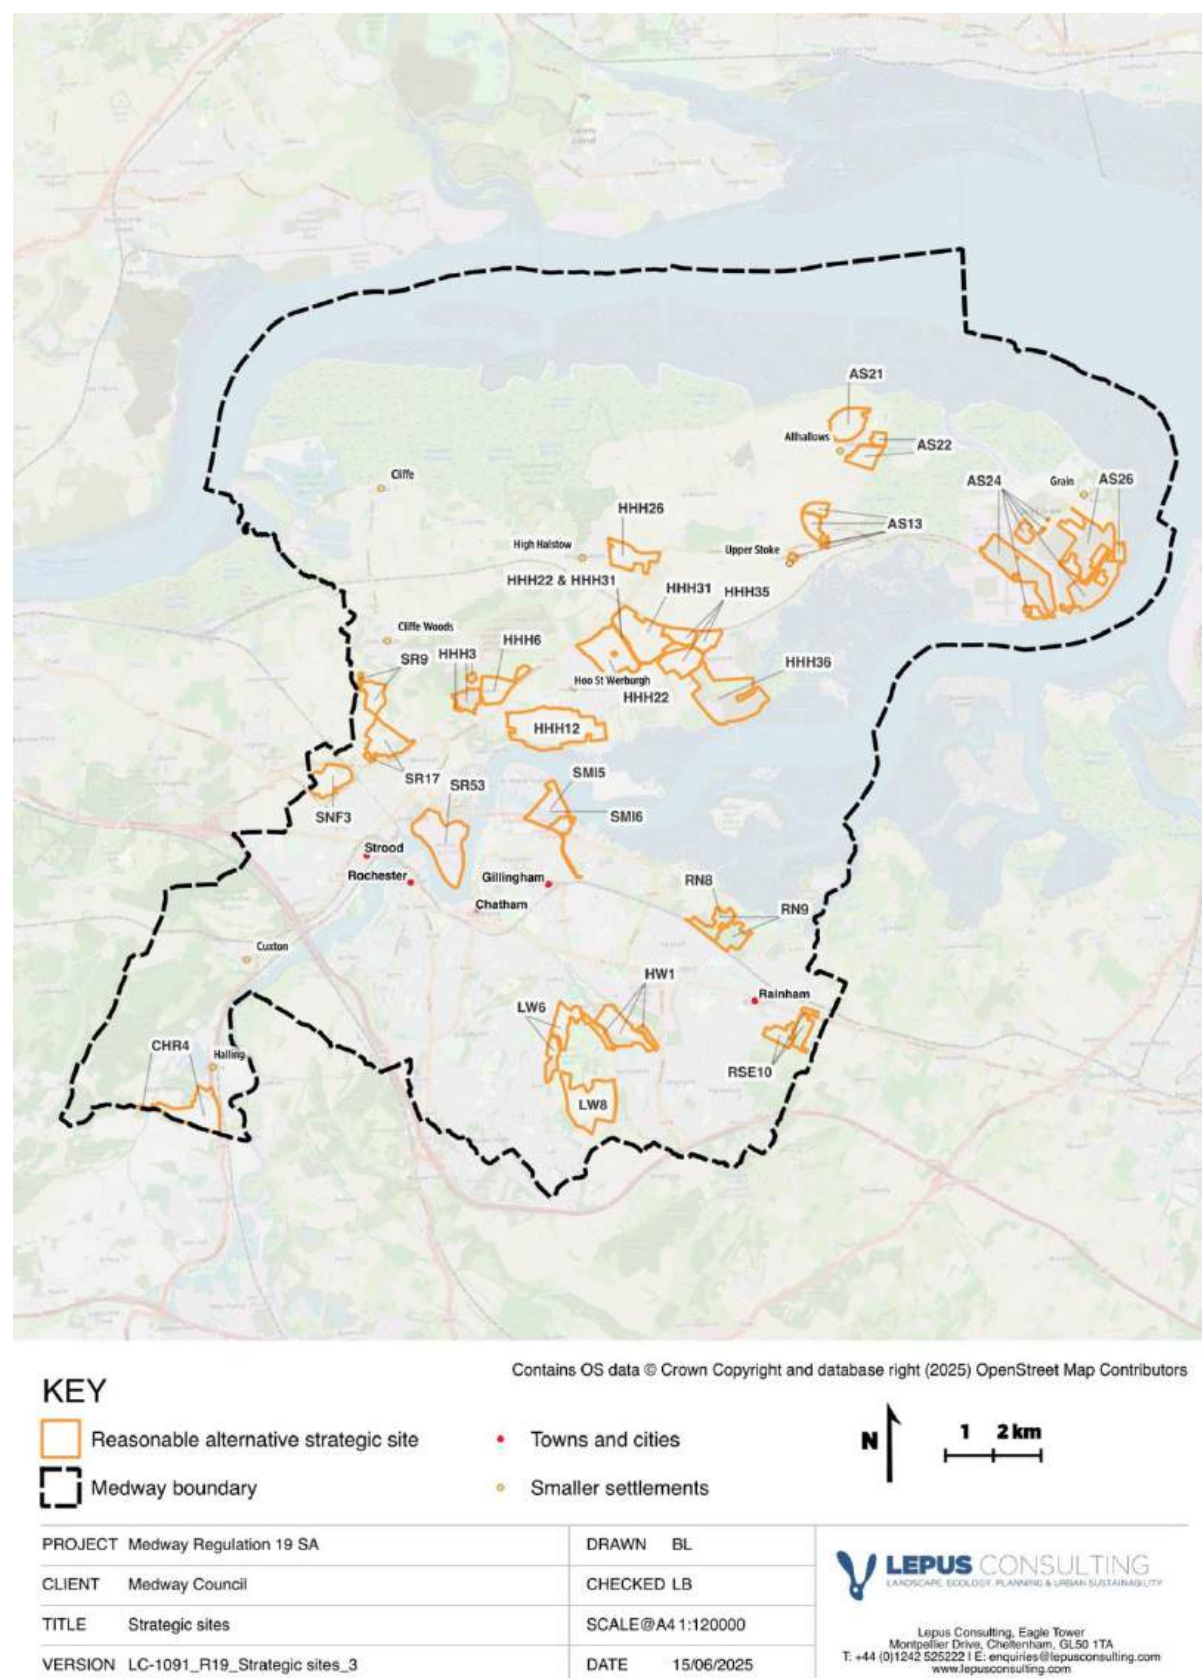 AS21
Allhallows
AS22
Cliffe
AS24
Grain
AS26
HHH26
AS13
High Halstow
Upper Stoke
HHH22 & HHH31
HHH31
HHH35
Cliffe Woods
HHH6
SR9
HHH3
HHH36
Hoo St Werburgh
HHH22
HHH12
SR17
SR53
SMI5
SNF3
SMI6
Strood
Rochester
Gillingham
RN8
Chatham
RN9
Cuxton
HW1
Rainham
LW6
CHR4
Halling
RSE10
LW8
Contains OS data © Crown Copyright and database right (2025) OpenStreet Map Contributors
KEY
Reasonable alternative strategic site
Towns and cities
N
1 2 km
Medway boundary
Smaller settlements
PROJECT Medway Regulation 19 SA
DRAWN BL
CLIENT Medway Council
CHECKED LB
TITLE Strategic sites
SCALE@A4 1:120000
VERSION LC-1091_R19_Strategic sites_3
DATE 15/06/2025
LEPUS CONSULTING
LANDSCAPE, ECOLOGY, PLANNING & URBAN SUSTAINABILITY
Lepus Consulting, Eagle Tower
Montpellier Drive, Cheltenham, GL50 1TA
T: +44 (0)1242 525222 I E: enquiries@lepusconsulting.com
www.lepusconsulting.com